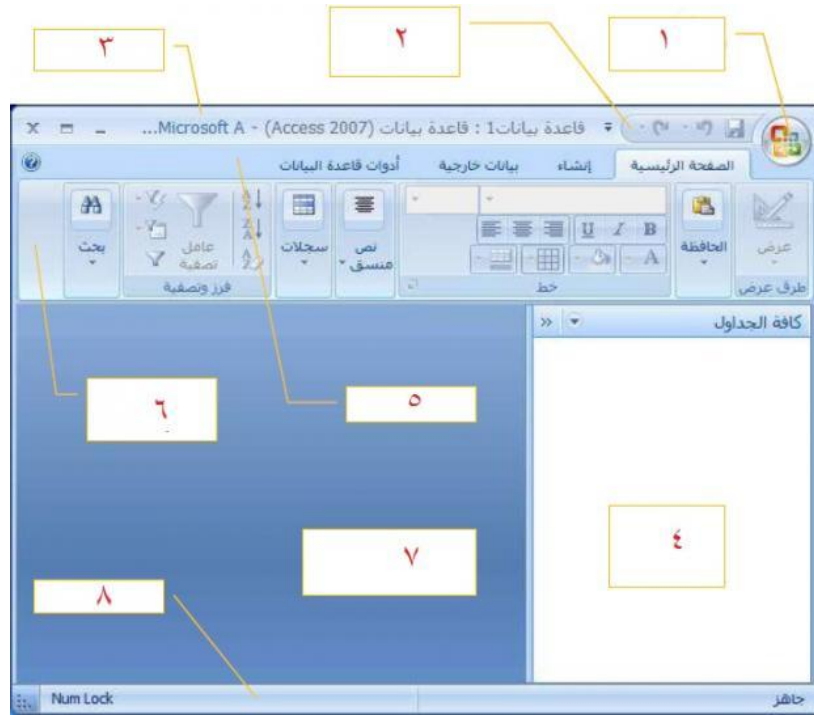 ١ ٢ ٣
قاعدة بيانات1 : قاعدة بيانات (Access 2007) - Microsoft A...
الصفحة الرئيسية إنشاء بيانات خارجية أدوات قاعدة البيانات
عرض الحافظة B I U A نص منسق سجلات عامل تصفية بحث
طرق عرض خط فرز وتصفية
كافة الجداول
٤ ٥ ٦
٧
٨
جاهز Num Lock